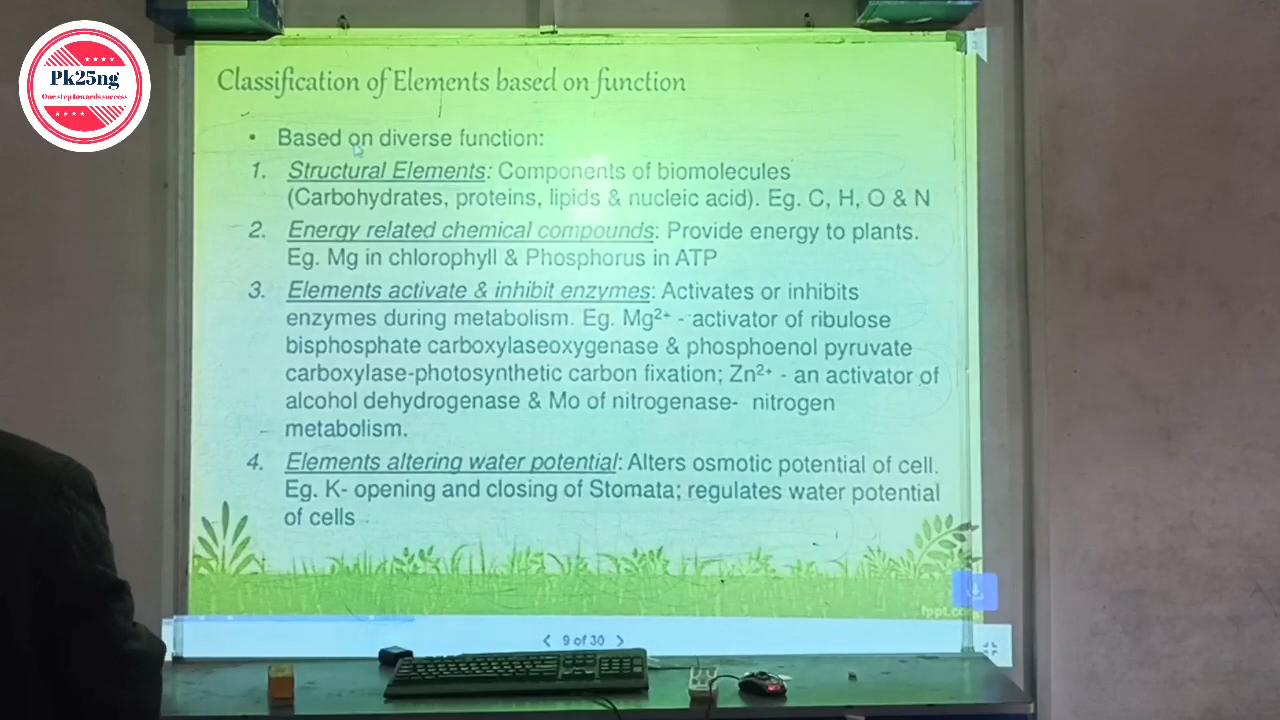 Pk25ng
One step towards success
Classification of Elements based on function
• Based on diverse function:
1. Structural Elements: Components of biomolecules
(Carbohydrates, proteins, lipids & nucleic acid). Eg. C, H, O & N
2. Energy related chemical compounds: Provide energy to plants.
Eg. Mg in chlorophyll & Phosphorus in ATP
3. Elements activate & inhibit enzymes: Activates or inhibits
enzymes during metabolism. Eg. Mg²⁺ - activator of ribulose
bisphosphate carboxylaseoxygenase & phosphoenol pyruvate
carboxylase-photosynthetic carbon fixation; Zn²⁺ - an activator of
alcohol dehydrogenase & Mo of nitrogenase- nitrogen
metabolism.
4. Elements altering water potential: Alters osmotic potential of cell.
Eg. K- opening and closing of Stomata; regulates water potential
of cells
9 of 30